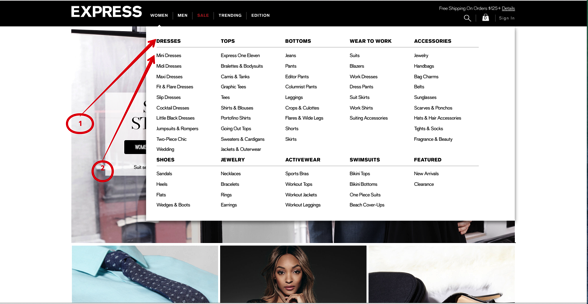 EXPRESS
WOMEN MEN SALE TRENDING EDITION
Free Shipping On Orders $125+ Details
Sign In
DRESSES
Mini Dresses
Midi Dresses
Maxi Dresses
Fit & Flare Dresses
Slip Dresses
Cocktail Dresses
Little Black Dresses
Jumpsuits & Rompers
Two-Piece Chic
Wedding
TOPS
Express One Eleven
Bralettes & Bodysuits
Camis & Tanks
Graphic Tees
Tees
Shirts & Blouses
Portofino Shirts
Going Out Tops
Sweaters & Cardigans
Jackets & Outerwear
BOTTOMS
Jeans
Pants
Editor Pants
Columnist Pants
Leggings
Crops & Culottes
Flares & Wide Legs
Shorts
Skirts
WEAR TO WORK
Suits
Blazers
Work Dresses
Dress Pants
Suit Skirts
Work Shirts
Suiting Accessories
ACCESSORIES
Jewelry
Handbags
Bag Charms
Belts
Sunglasses
Scarves & Ponchos
Hats & Hair Accessories
Tights & Socks
Fragrance & Beauty
SHOES
Sandals
Heels
Flats
Wedges & Boots
JEWELRY
Necklaces
Bracelets
Rings
Earrings
ACTIVEWEAR
Sports Bras
Workout Tops
Workout Jackets
Workout Leggings
SWIMSUITS
Bikini Tops
Bikini Bottoms
One Piece Suits
Beach Cover-Ups
FEATURED
New Arrivals
Clearance
1
2